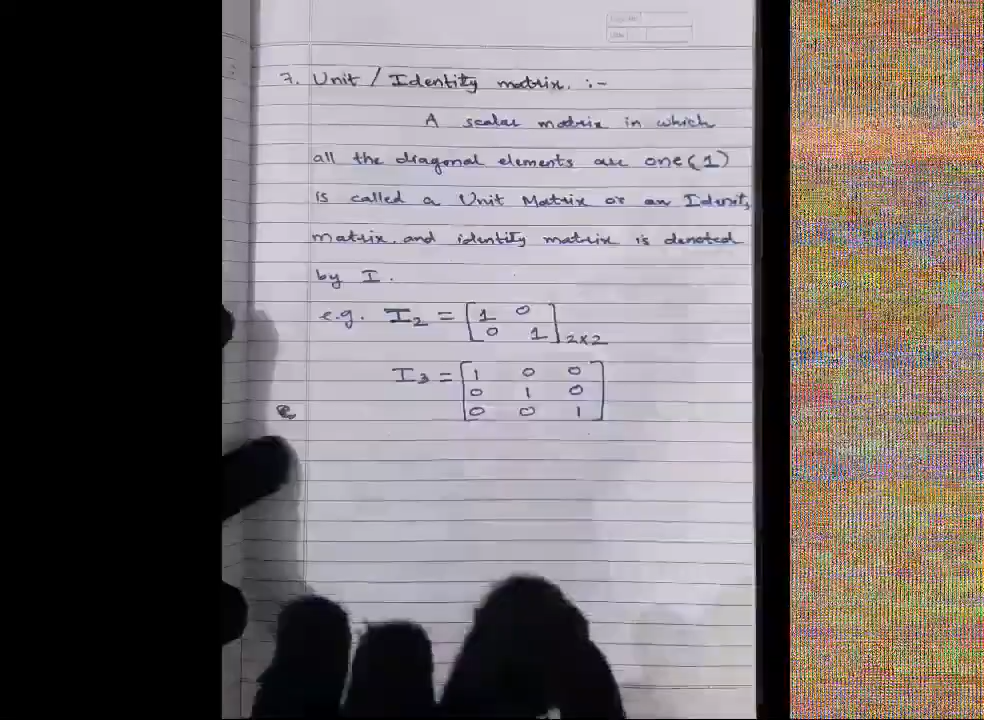 7. Unit / Identity matrix. :-
A scalar matrix in which
all the diagonal elements are one(1)
is called a Unit Matrix or an Identity
matrix. and identity matrix is denoted
by I.
e.g. I₂ = [1 0
0 1]2x2
I₃ = [1 0 0
0 1 0
0 0 1]